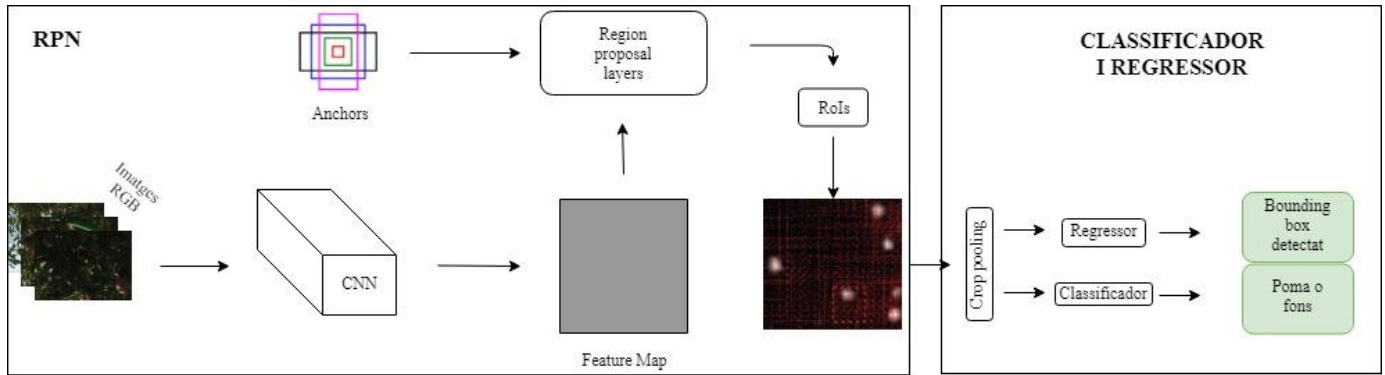 RPN
Anchors
Region
proposal
layers
RoIs
Imatges
RGB
CNN
Feature Map
CLASSIFICADOR
I REGRESSOR
Crop pooling
Regressor
Classificador
Bounding
box
detectat
Poma o
fons